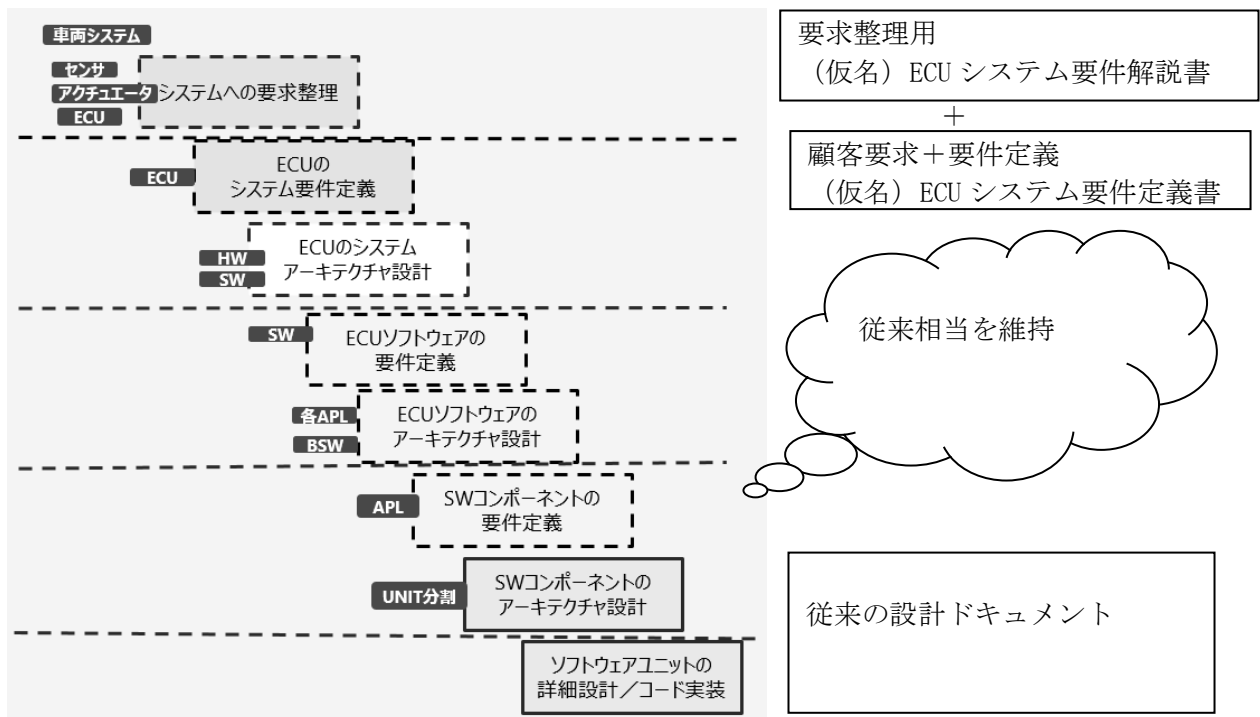 車両システム
センサ
アクチュエータ
ECU
システムへの要求整理
ECU
ECUの
システム要件定義
HW
SW
ECUのシステム
アーキテクチャ設計
SW
ECUソフトウェアの
要件定義
各APL
BSW
ECUソフトウェアの
アーキテクチャ設計
APL
SWコンポーネントの
要件定義
UNIT分割
SWコンポーネントの
アーキテクチャ設計
ソフトウェアユニットの
詳細設計／コード実装
要求整理用
（仮名）ECU システム要件解説書
＋
顧客要求＋要件定義
（仮名）ECU システム要件定義書
従来相当を維持
従来の設計ドキュメント